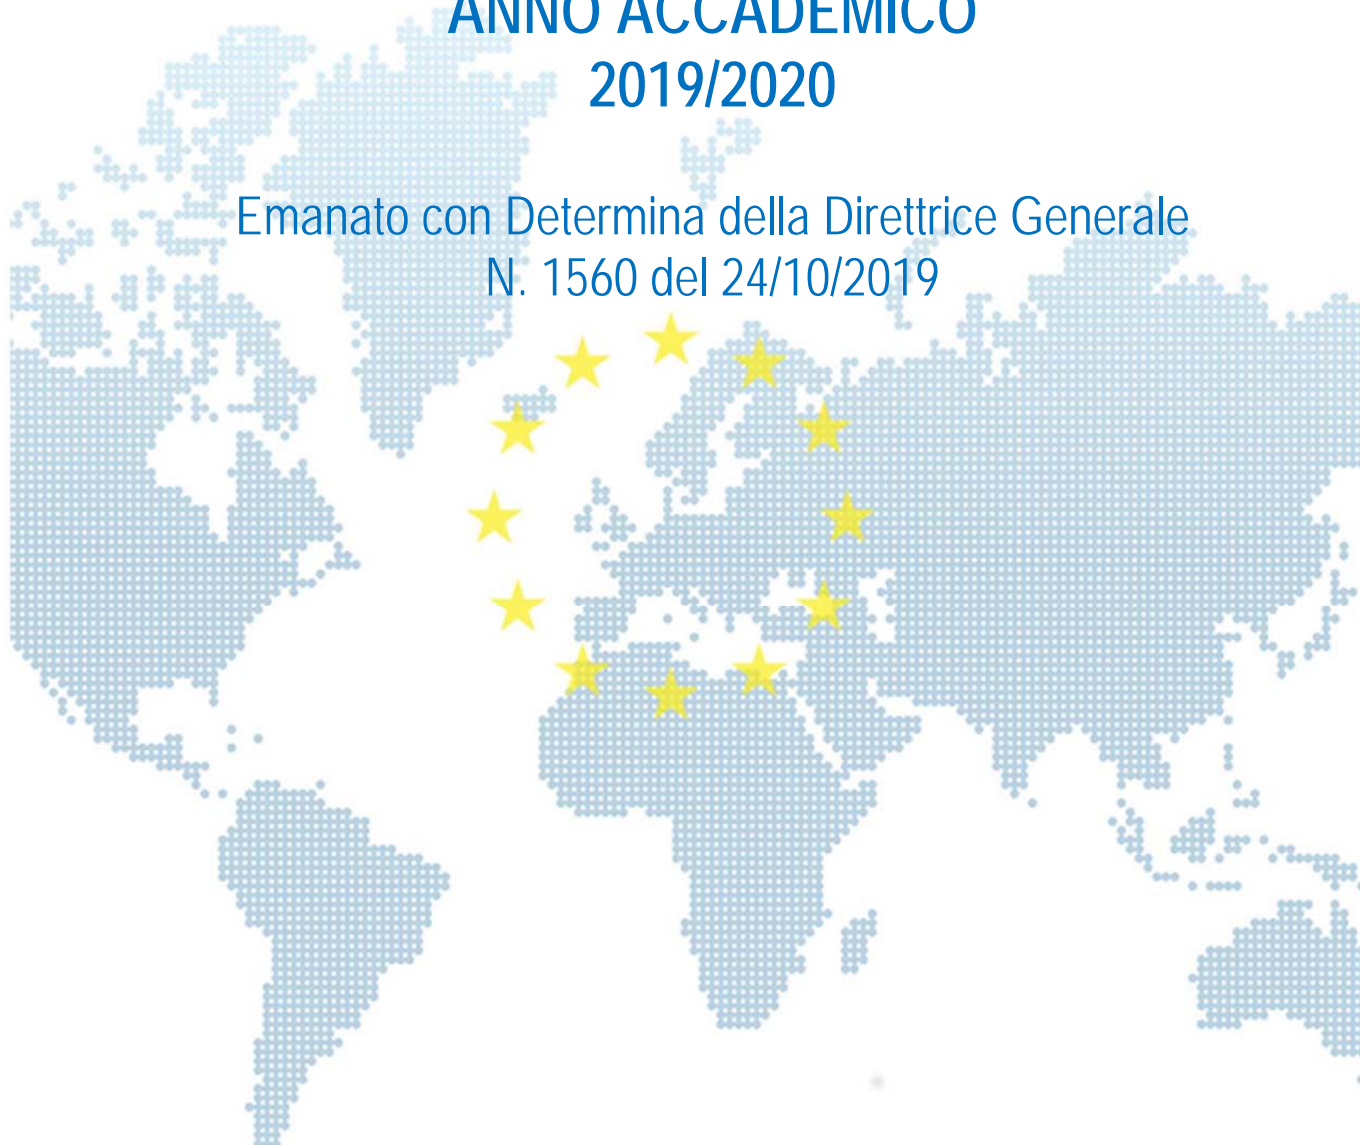 ANNO ACCADEMICO
2019/2020
Emanato con Determina della Direttrice Generale
N. 1560 del 24/10/2019